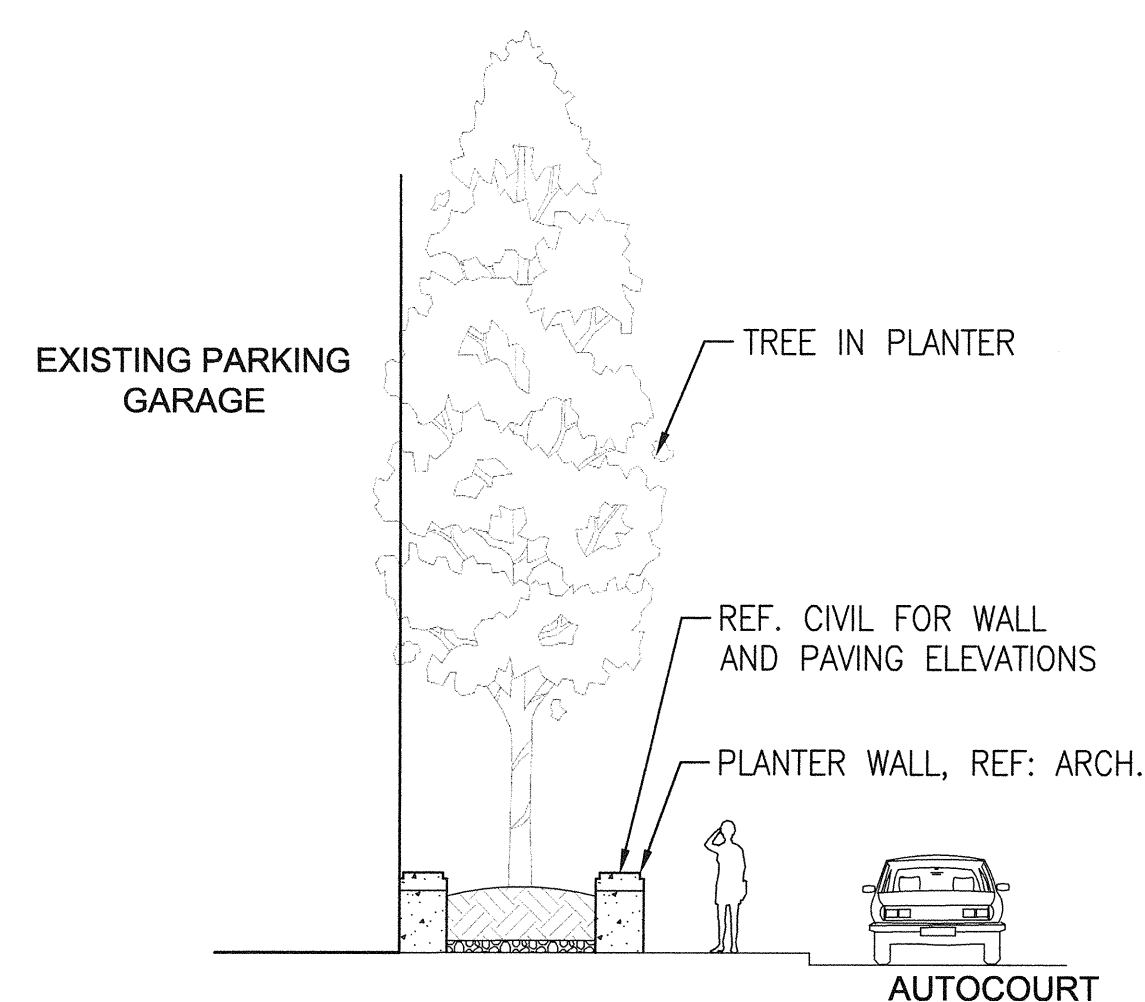 EXISTING PARKING
GARAGE
TREE IN PLANTER
REF. CIVIL FOR WALL
AND PAVING ELEVATIONS
PLANTER WALL, REF: ARCH.
AUTOCOURT